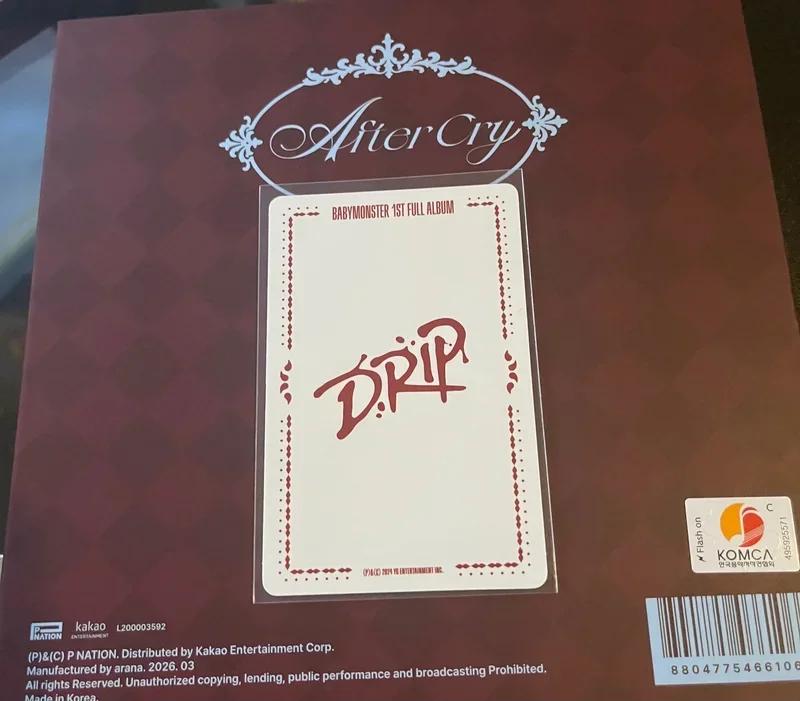 After Cry
BABYMONSTER 1ST FULL ALBUM
DRIP
(P)&(C) 2024 YG ENTERTAINMENT INC.
Flash on
C
KOMCA
한국음악저작권협회
495925571
P NATION
kakao
ENTERTAINMENT
L200003592
(P)&(C) P NATION. Distributed by Kakao Entertainment Corp.
Manufactured by arana. 2026. 03
All rights Reserved. Unauthorized copying, lending, public performance and broadcasting Prohibited.
Made in Korea.
8804775466106